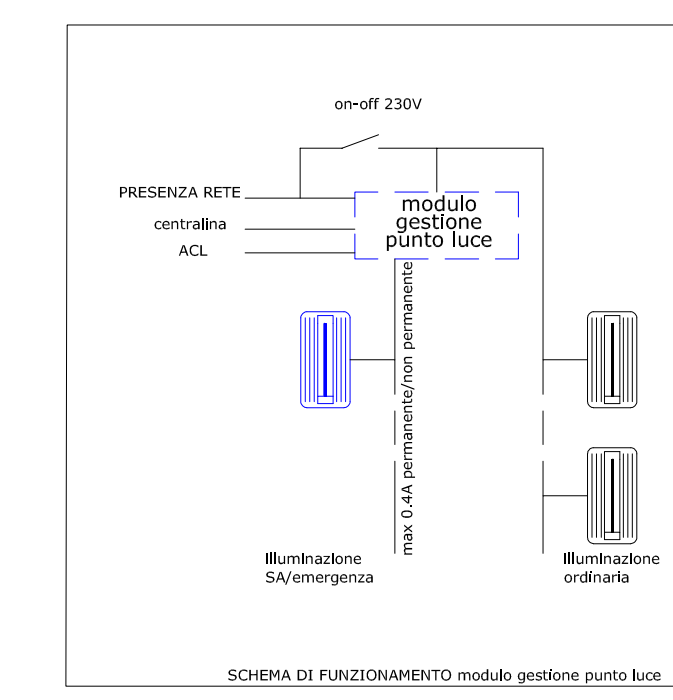 on-off 230V
PRESENZA RETE
modulo
gestione
punto luce
centralina
ACL
max 0.4A permanente/non permanente
Illuminazione
SA/emergenza
Illuminazione
ordinaria
SCHEMA DI FUNZIONAMENTO modulo gestione punto luce